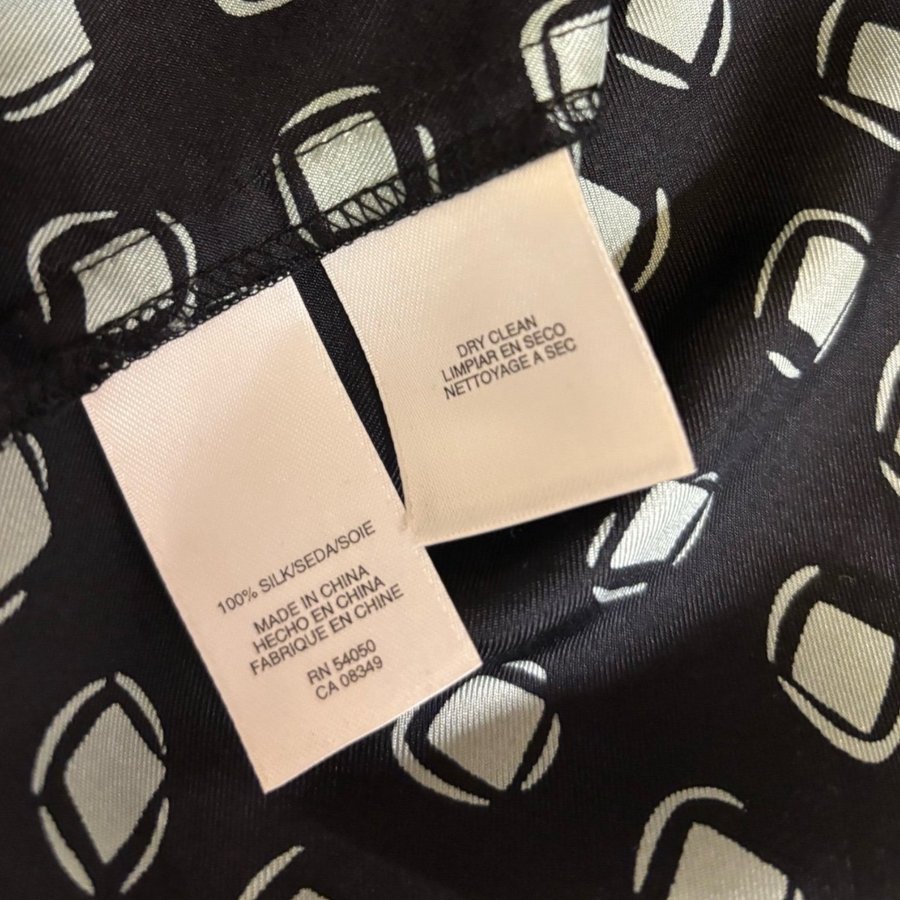 DRY CLEAN
LIMPIAR EN SECO
NETTOYAGE A SEC
100% SILK/SEDA/SOIE
MADE IN CHINA
HECHO EN CHINA
FABRIQUE EN CHINE
RN 54050
CA 08349